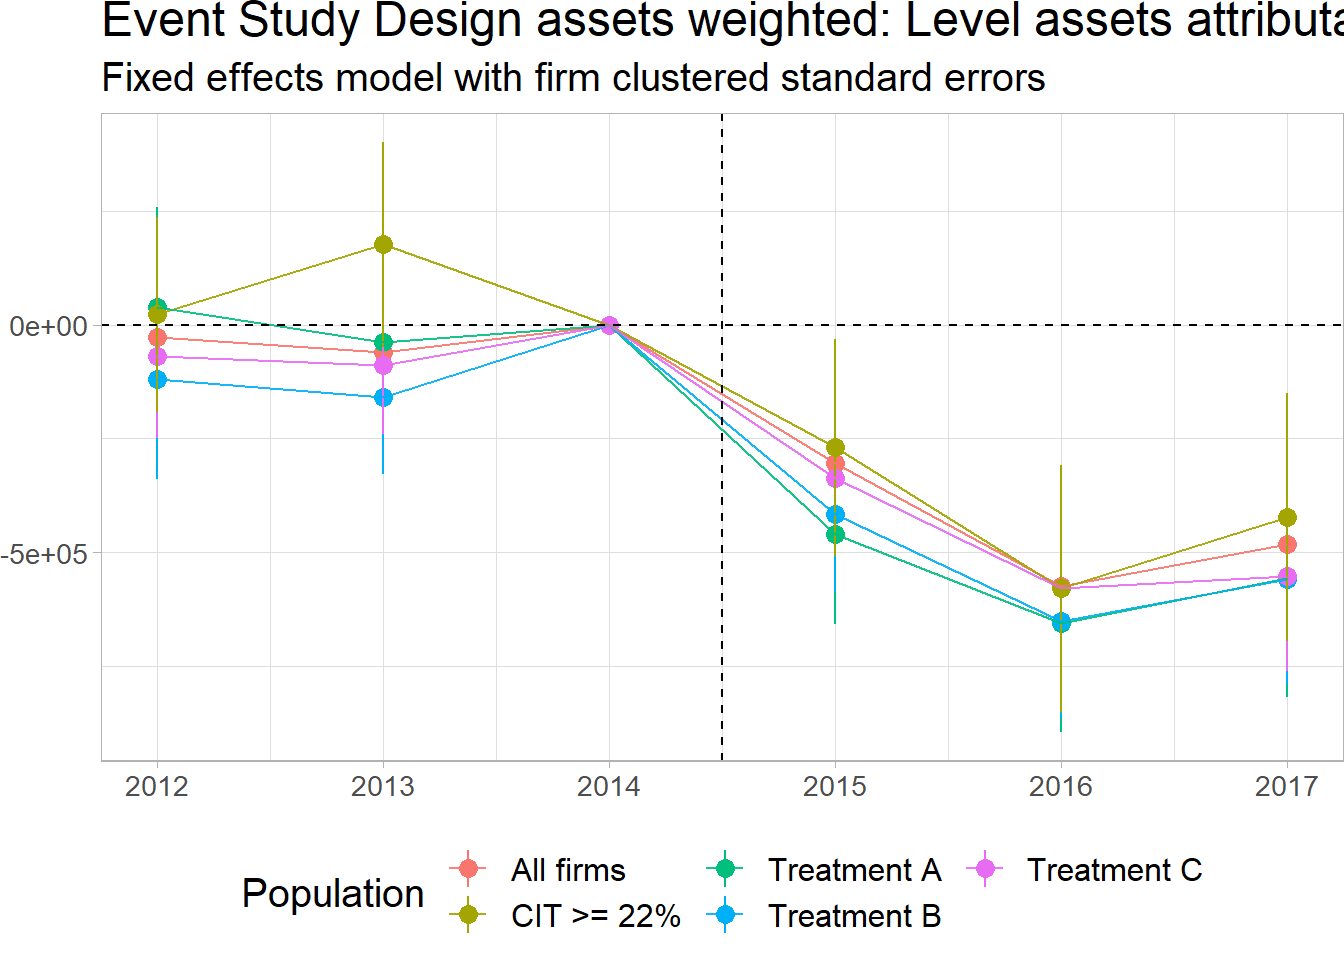 Event Study Design assets weighted: Level assets
Fixed effects model with firm clustered standard errors
0e+00
-5e+05
2012 2013 2014 2015 2016 2017
Population
All firms Treatment A Treatment C
CIT >= 22% Treatment B